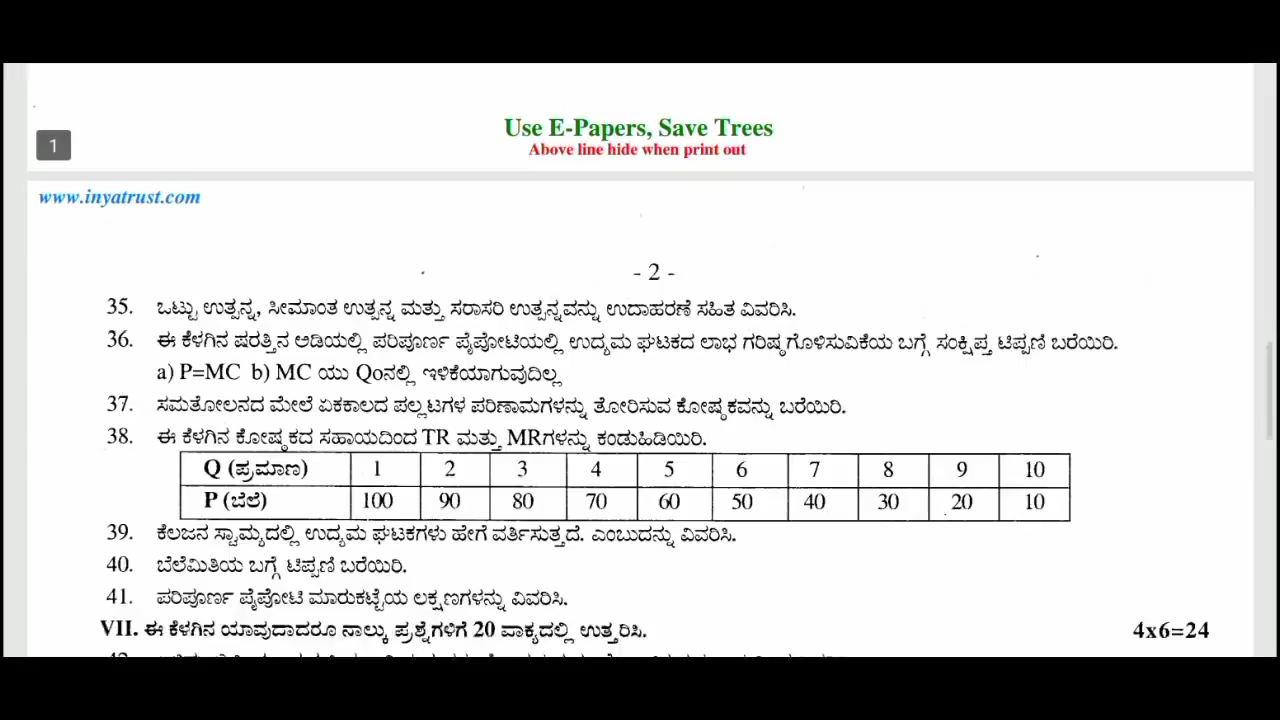 Use E-Papers, Save Trees
Above line hide when print out
1
www.inyatrust.com
- 2 -
35. ಒಟ್ಟು ಉತ್ಪನ್ನ, ಸೀಮಾಂತ ಉತ್ಪನ್ನ ಮತ್ತು ಸರಾಸರಿ ಉತ್ಪನ್ನವನ್ನು ಉದಾಹರಣೆ ಸಹಿತ ವಿವರಿಸಿ.
36. ಈ ಕೆಳಗಿನ ಷರತ್ತಿನ ಅಡಿಯಲ್ಲಿ ಪರಿಪೂರ್ಣ ಪೈಪೋಟಿಯಲ್ಲಿ ಉದ್ಯಮ ಘಟಕದ ಲಾಭ ಗರಿಷ್ಠಗೊಳಿಸುವಿಕೆಯ ಬಗ್ಗೆ ಸಂಕ್ಷಿಪ್ತ ಟಿಪ್ಪಣಿ ಬರೆಯಿರಿ.
a) P=MC b) MC ಯು Qoನಲ್ಲಿ ಇಳಿಕೆಯಾಗುವುದಿಲ್ಲ
37. ಸಮತೋಲನದ ಮೇಲೆ ಏಕಕಾಲದ ಪಲ್ಲಟಗಳ ಪರಿಣಾಮಗಳನ್ನು ತೋರಿಸುವ ಕೋಷ್ಠಕವನ್ನು ಬರೆಯಿರಿ.
38. ಈ ಕೆಳಗಿನ ಕೋಷ್ಠಕದ ಸಹಾಯದಿಂದ TR ಮತ್ತು MRಗಳನ್ನು ಕಂಡುಹಿಡಿಯಿರಿ.
Q (ಪ್ರಮಾಣ) 1 2 3 4 5 6 7 8 9 10
P (ಬೆಲೆ) 100 90 80 70 60 50 40 30 20 10
39. ಕೆಲಜನ ಸ್ವಾಮ್ಯದಲ್ಲಿ ಉದ್ಯಮ ಘಟಕಗಳು ಹೇಗೆ ವರ್ತಿಸುತ್ತದೆ. ಎಂಬುದನ್ನು ವಿವರಿಸಿ.
40. ಬೆಲೆಮಿತಿಯ ಬಗ್ಗೆ ಟಿಪ್ಪಣಿ ಬರೆಯಿರಿ.
41. ಪರಿಪೂರ್ಣ ಪೈಪೋಟಿ ಮಾರುಕಟ್ಟೆಯ ಲಕ್ಷಣಗಳನ್ನು ವಿವರಿಸಿ.
VII. ಈ ಕೆಳಗಿನ ಯಾವುದಾದರೂ ನಾಲ್ಕು ಪ್ರಶ್ನೆಗಳಿಗೆ 20 ವಾಕ್ಯದಲ್ಲಿ ಉತ್ತರಿಸಿ. 4x6=24